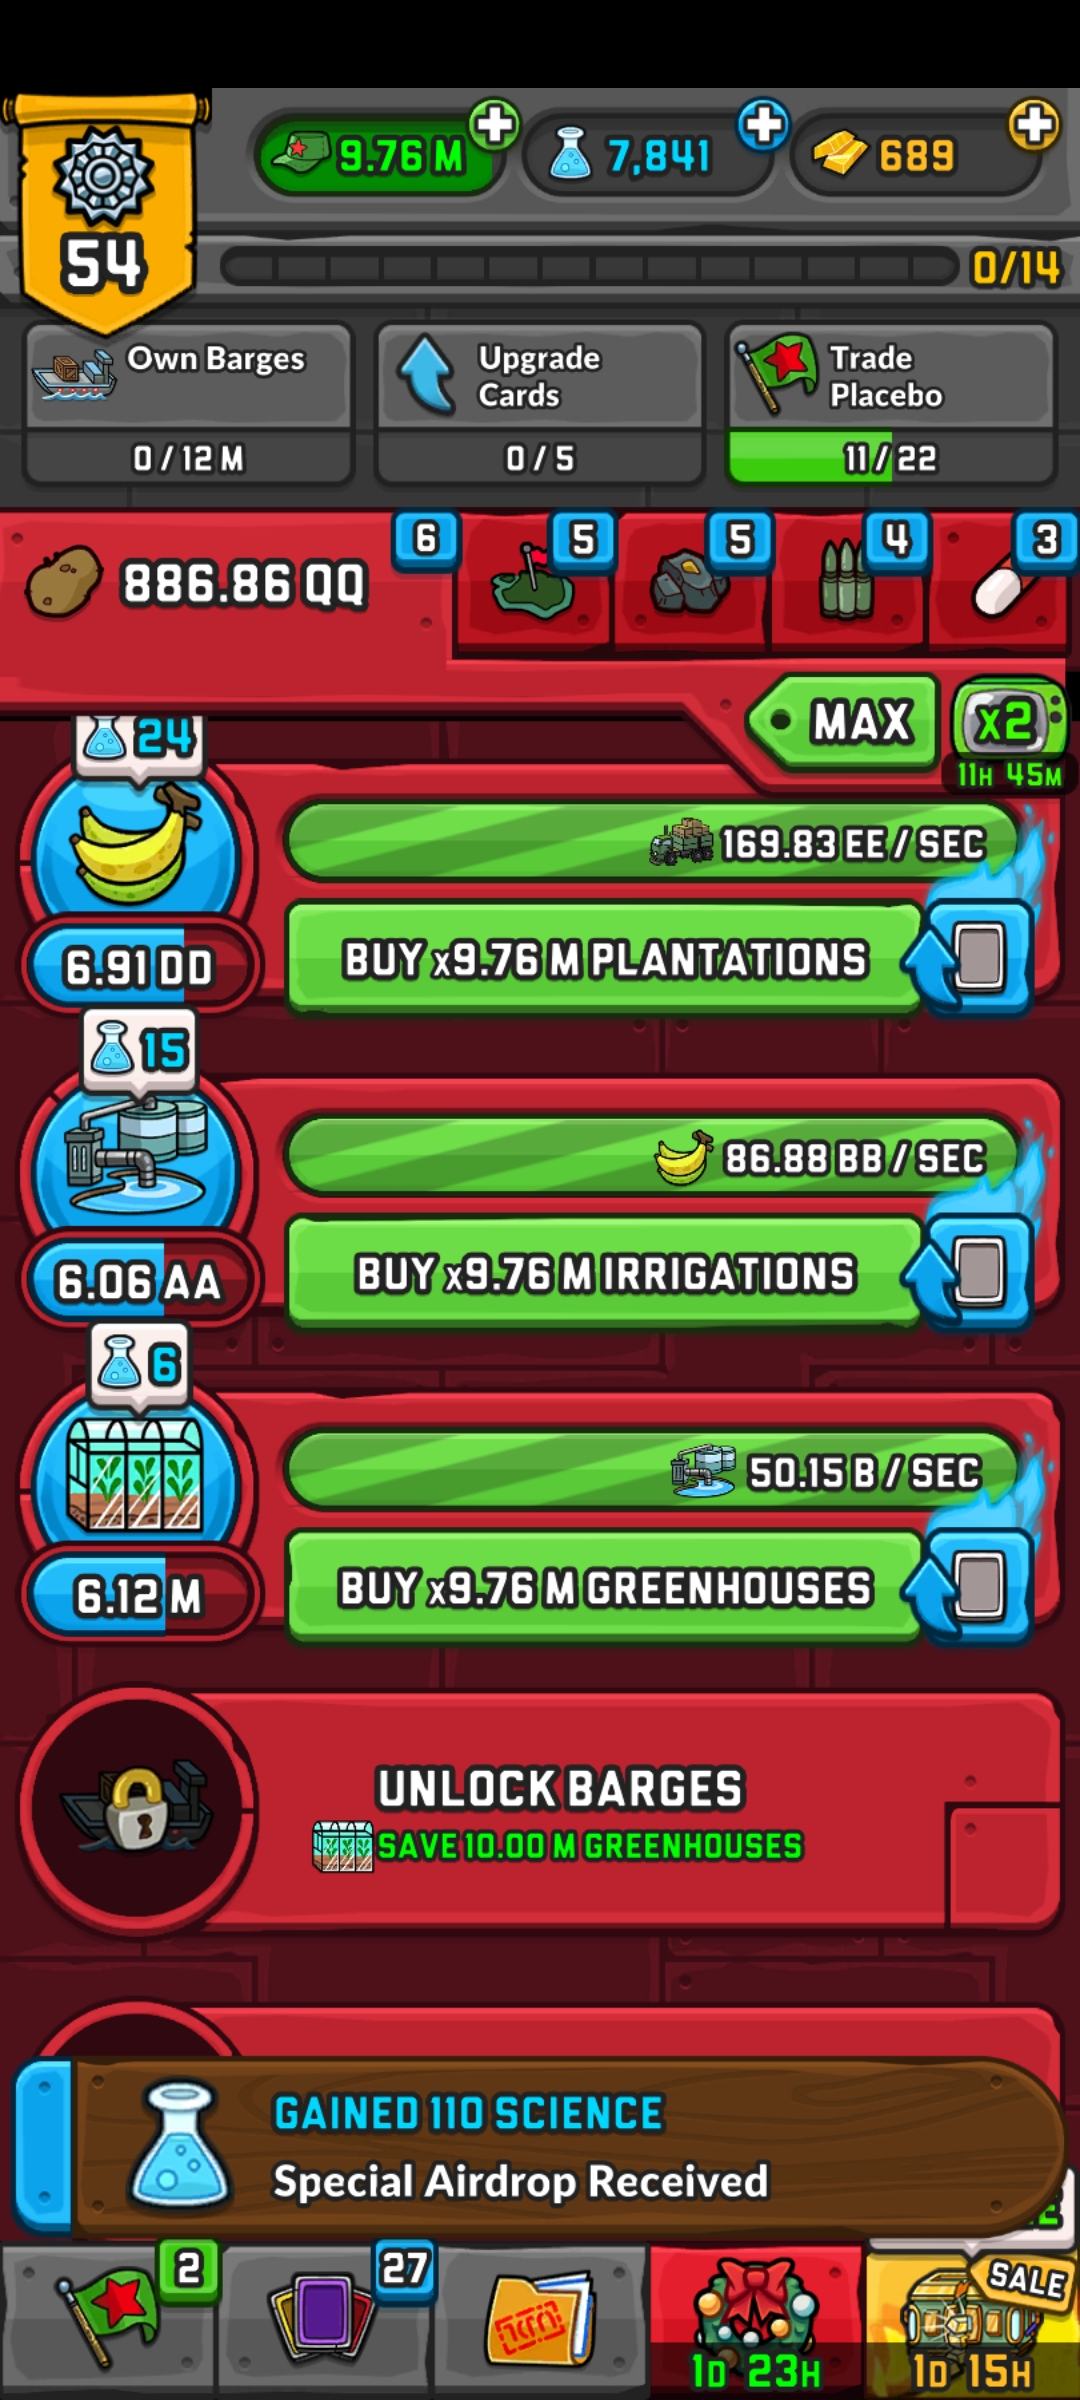 9.76 M
7,841
689
54
0/14
Own Barges
0 / 12 M
Upgrade
Cards
0 / 5
Trade
Placebo
11 / 22
886.86 QQ
6
5
5
4
3
MAX
x2
11H 45M
24
169.83 EE / SEC
6.91 DD
BUY x9.76 M PLANTATIONS
15
86.88 BB / SEC
6.06 AA
BUY x9.76 M IRRIGATIONS
6
50.15 B / SEC
6.12 M
BUY x9.76 M GREENHOUSES
UNLOCK BARGES
SAVE 10.00 M GREENHOUSES
GAINED 110 SCIENCE
Special Airdrop Received
2
27
1D 23H
SALE
1D 15H